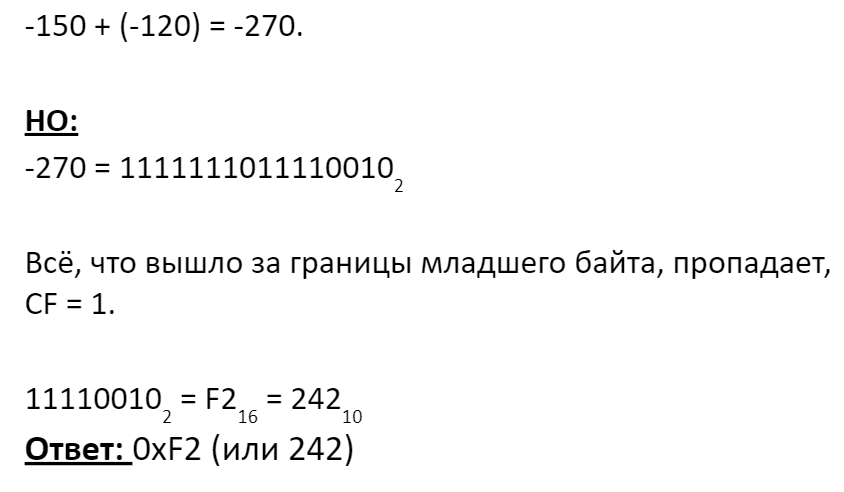 -150 + (-120) = -270.
НО:
-270 = 1111111011110010₂
Всё, что вышло за границы младшего байта, пропадает,
CF = 1.
11110010₂ = F2₁₆ = 242₁₀
Ответ: 0xF2 (или 242)